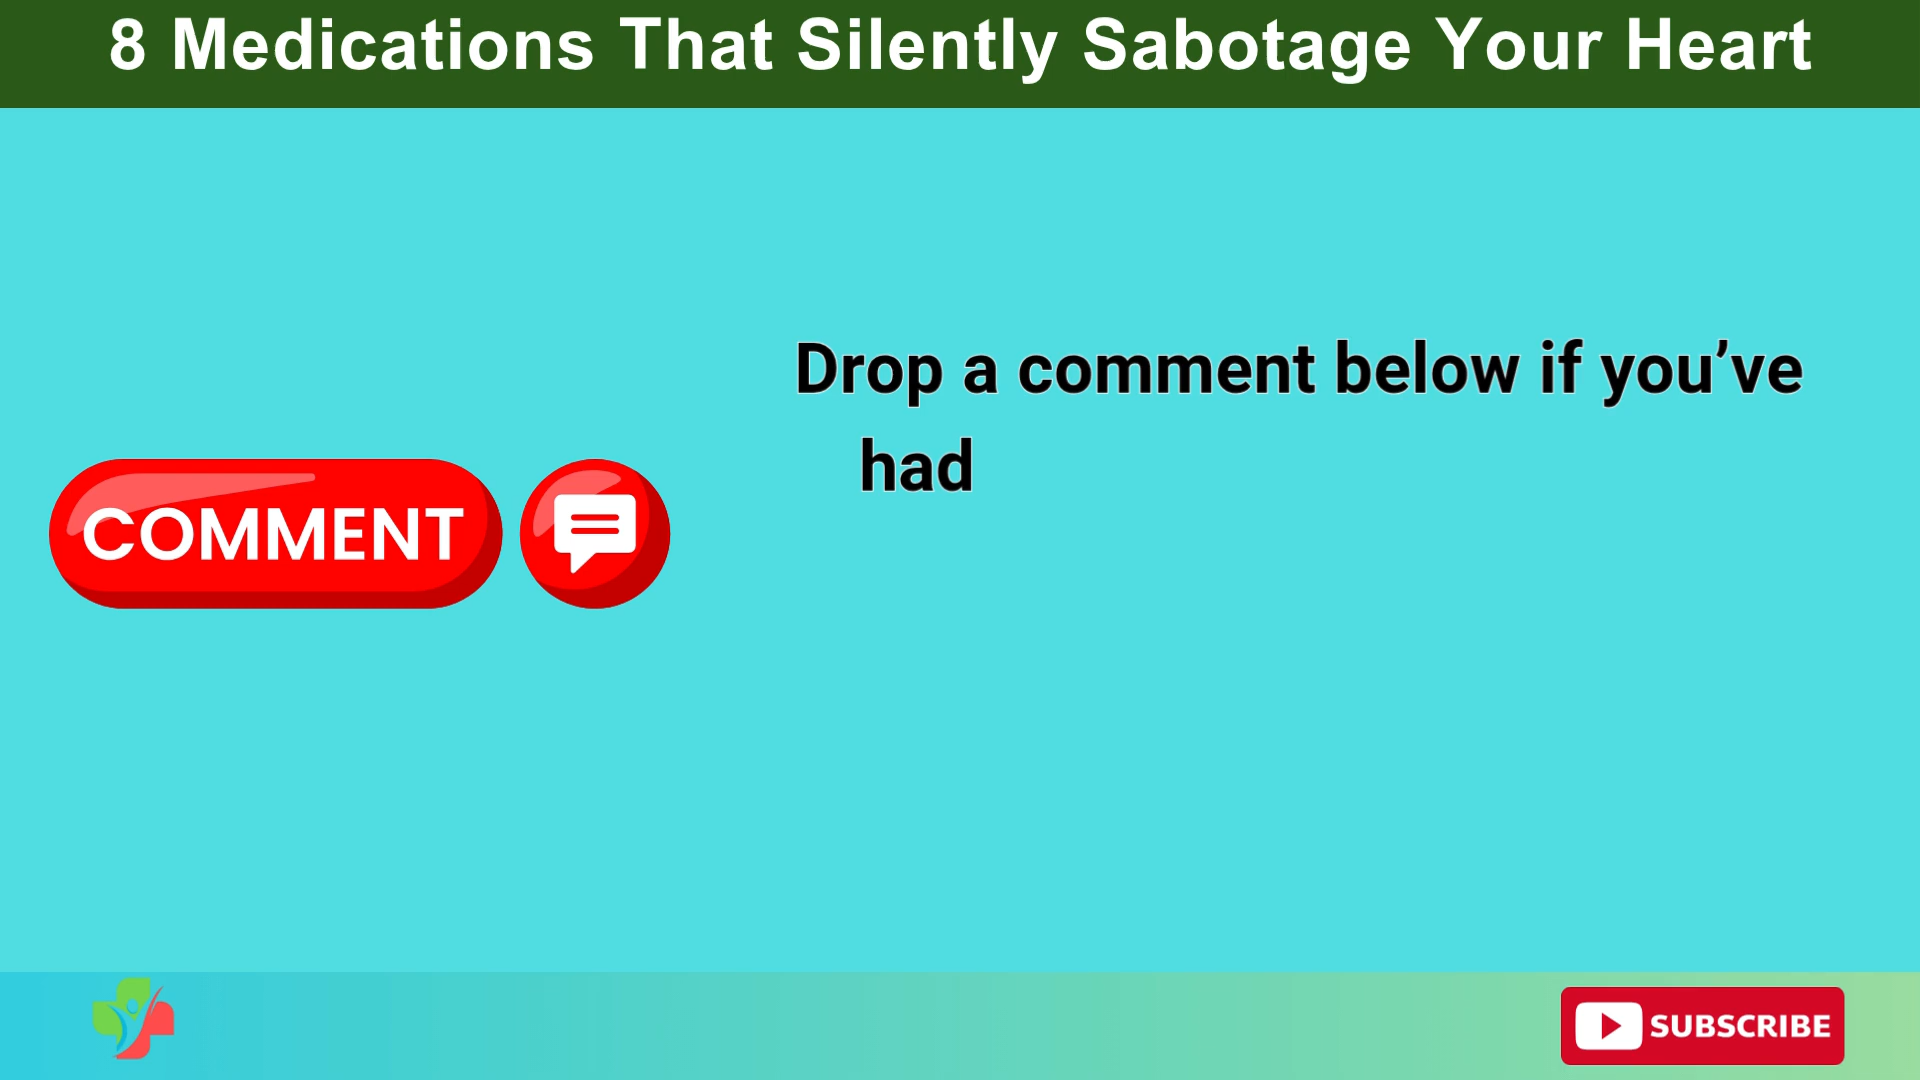 8 Medications That Silently Sabotage Your Heart
Drop a comment below if you’ve
had
COMMENT
SUBSCRIBE